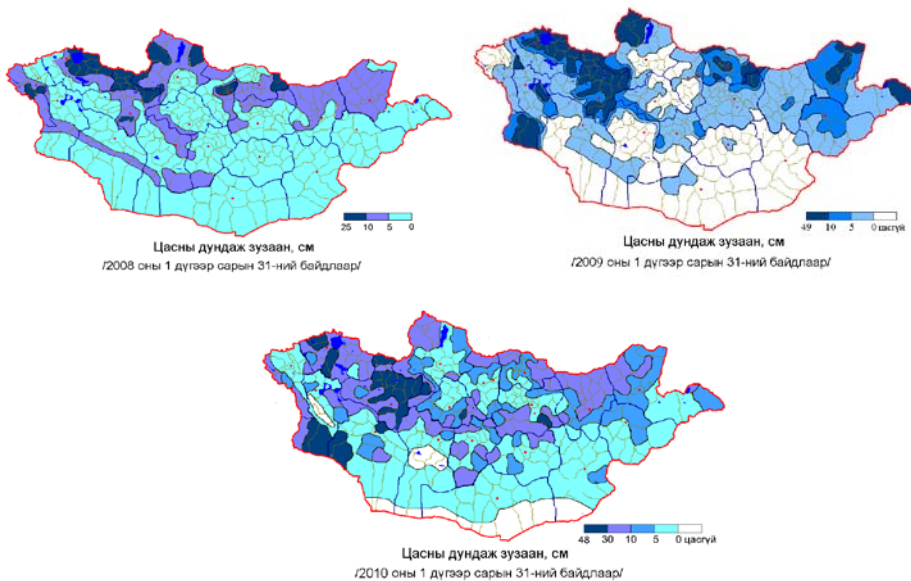 25 10 5 0
Цасны дундаж зузаан, см
/2008 оны 1 дүгээр сарын 31-ний байдлаар/
49 10 5 0 цасгүй
Цасны дундаж зузаан, см
/2009 оны 1 дүгээр сарын 31-ний байдлаар/
48 30 10 5 0 цасгүй
Цасны дундаж зузаан, см
/2010 оны 1 дүгээр сарын 31-ний байдлаар/